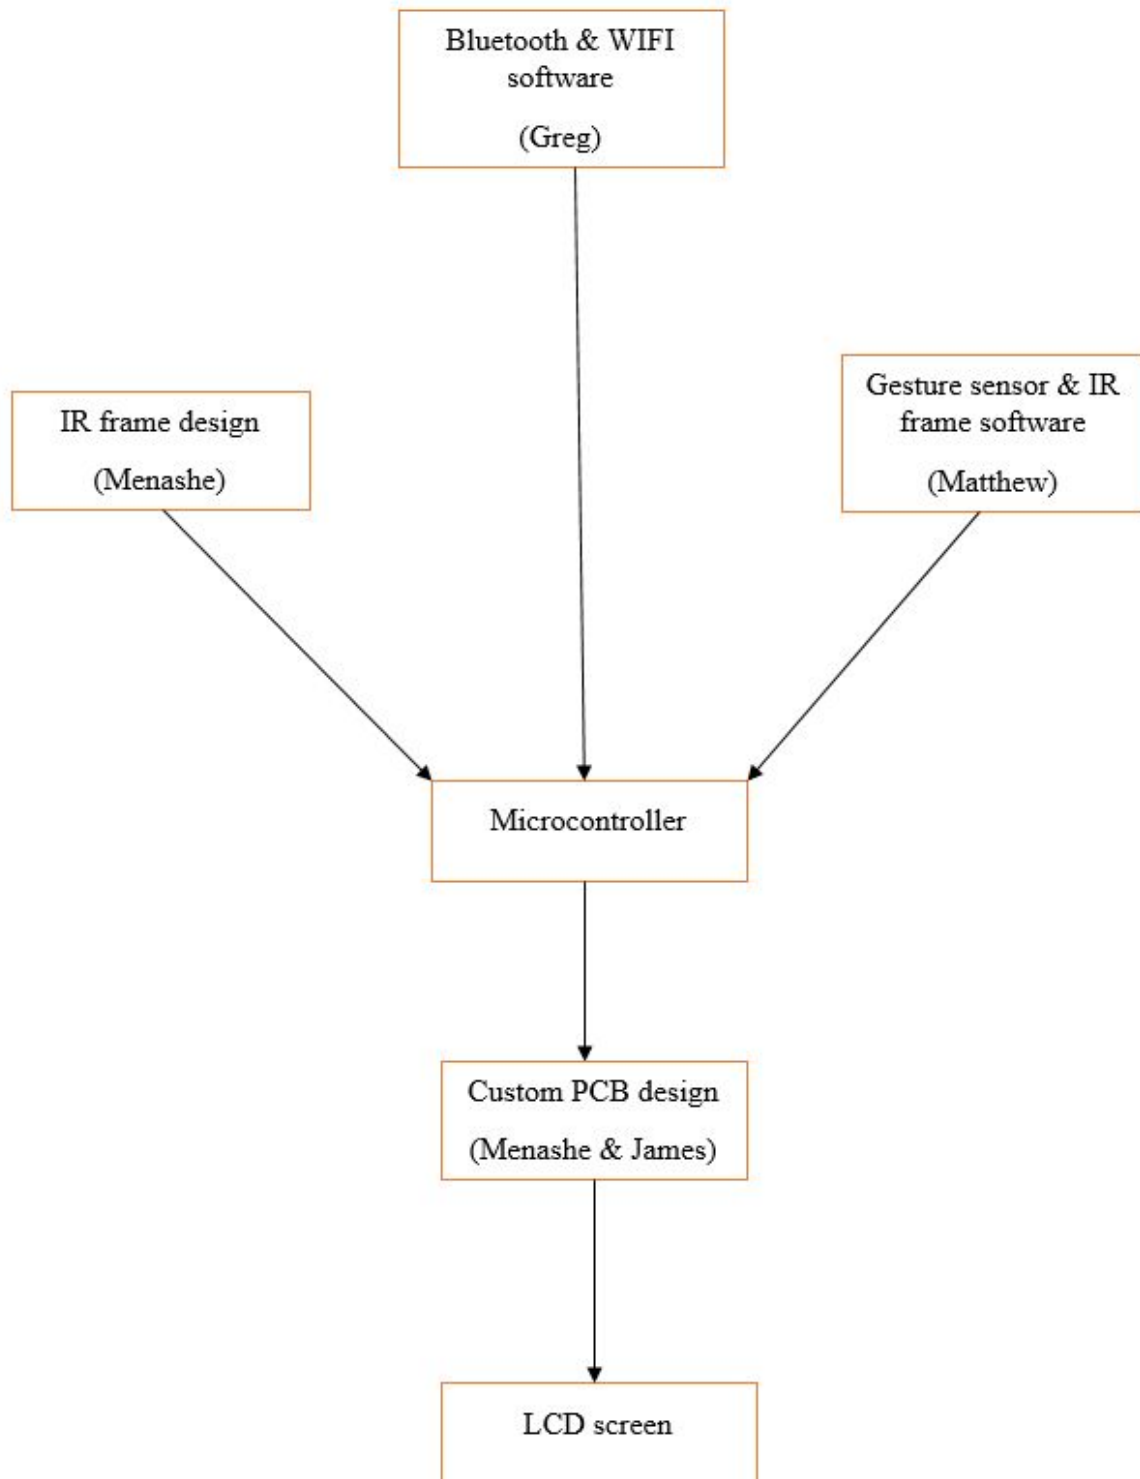 Bluetooth & WIFI
software
(Greg)
IR frame design
(Menashe)
Gesture sensor & IR
frame software
(Matthew)
Microcontroller
Custom PCB design
(Menashe & James)
LCD screen